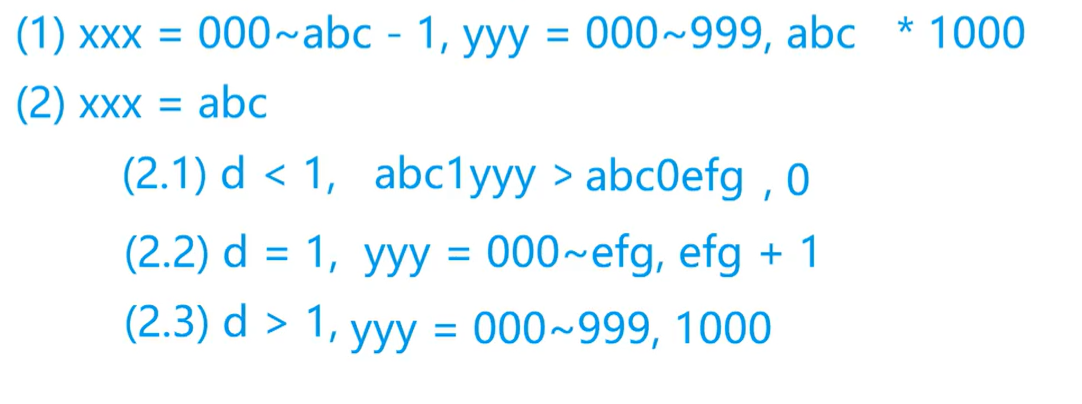 (1) xxx = 000~abc - 1, yyy = 000~999, abc * 1000
(2) xxx = abc
(2.1) d < 1, abc1yyy > abc0efg , 0
(2.2) d = 1, yyy = 000~efg, efg + 1
(2.3) d > 1, yyy = 000~999, 1000